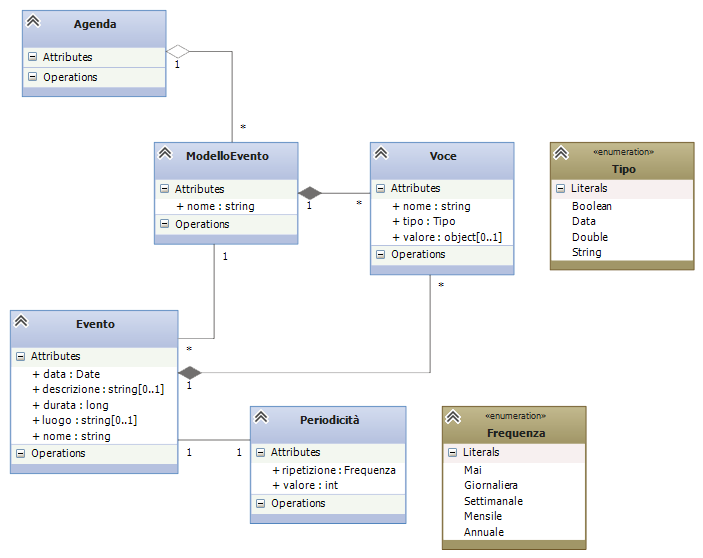 Agenda
Attributes
Operations
1
*
ModelloEvento
Attributes
+ nome : string
Operations
1
*
Voce
Attributes
+ nome : string
+ tipo : Tipo
+ valore : object[0..1]
Operations
«enumeration»
Tipo
Literals
Boolean
Data
Double
String
1
*
*
1
Evento
Attributes
+ data : Date
+ descrizione : string[0..1]
+ durata : long
+ luogo : string[0..1]
+ nome : string
Operations
1
1
Periodicità
Attributes
+ ripetizione : Frequenza
+ valore : int
Operations
«enumeration»
Frequenza
Literals
Mai
Giornaliera
Settimanale
Mensile
Annuale